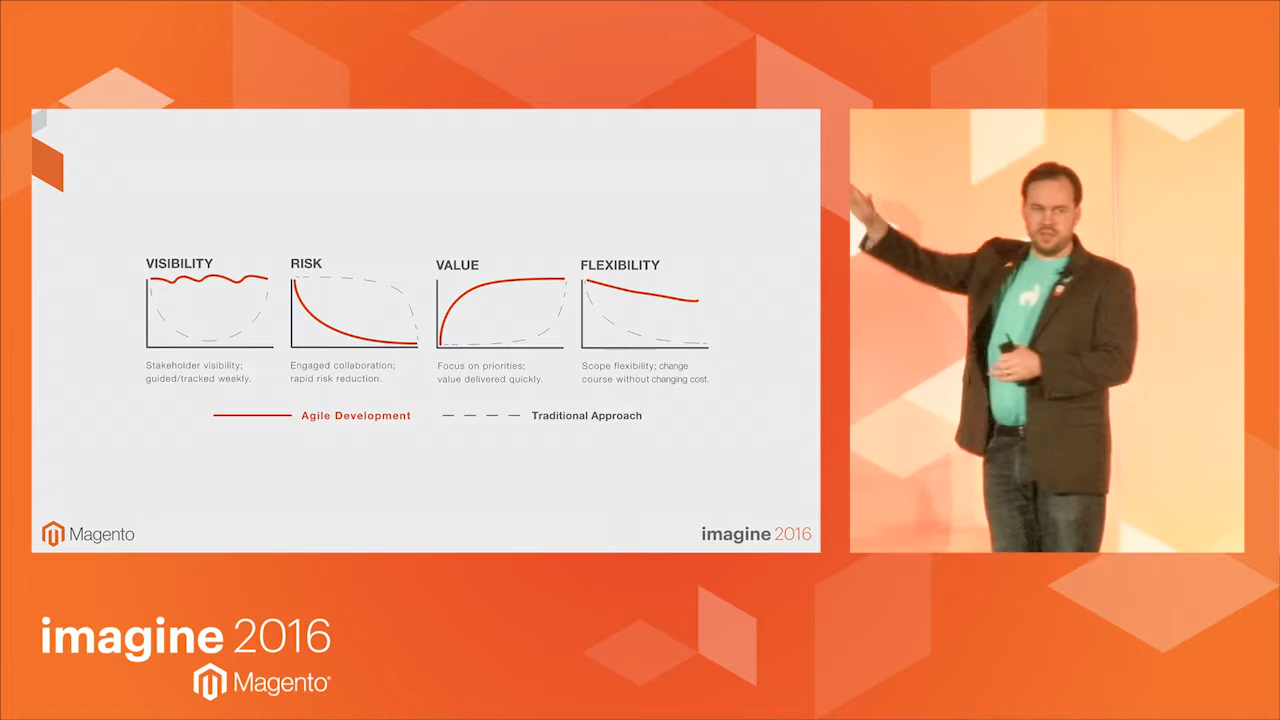 VISIBILITY
RISK
VALUE
FLEXIBILITY
Stakeholder visibility;
guided/tracked weekly.
Engaged collaboration;
rapid risk reduction.
Focus on priorities;
value delivered quickly.
Scope flexibility; change
course without changing cost.
Agile Development
Traditional Approach
Magento
imagine 2016
imagine 2016
Magento®